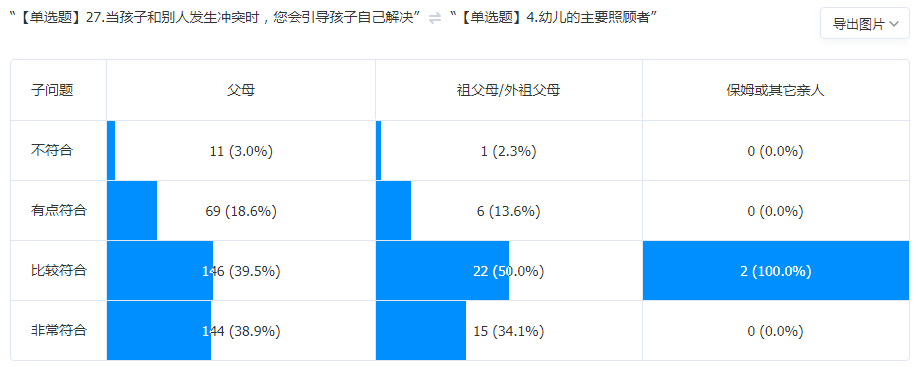 “【单选题】27.当孩子和别人发生冲突时，您会引导孩子自己解决” ⇌ “【单选题】4.幼儿的主要照顾者”
导出图片
子问题 父母 祖父母/外祖父母 保姆或其它亲人
不符合 11 (3.0%) 1 (2.3%) 0 (0.0%)
有点符合 69 (18.6%) 6 (13.6%) 0 (0.0%)
比较符合 146 (39.5%) 22 (50.0%) 2 (100.0%)
非常符合 144 (38.9%) 15 (34.1%) 0 (0.0%)